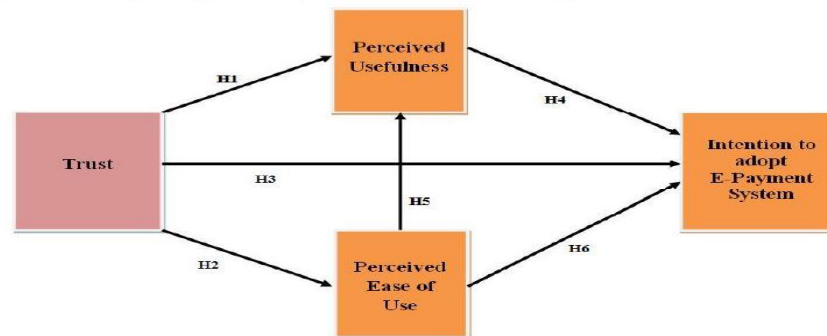 Perceived
Usefulness
H1
H4
Trust
Intention to
adopt
E-Payment
System
H3
H5
H2
H6
Perceived
Ease of
Use